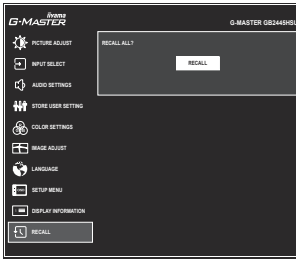 iiyama
G-MASTER
G-MASTER GB2445HSU
PICTURE ADJUST
RECALL ALL?
INPUT SELECT
RECALL
AUDIO SETTINGS
STORE USER SETTING
COLOR SETTINGS
IMAGE ADJUST
LANGUAGE
SETUP MENU
DISPLAY INFORMATION
RECALL